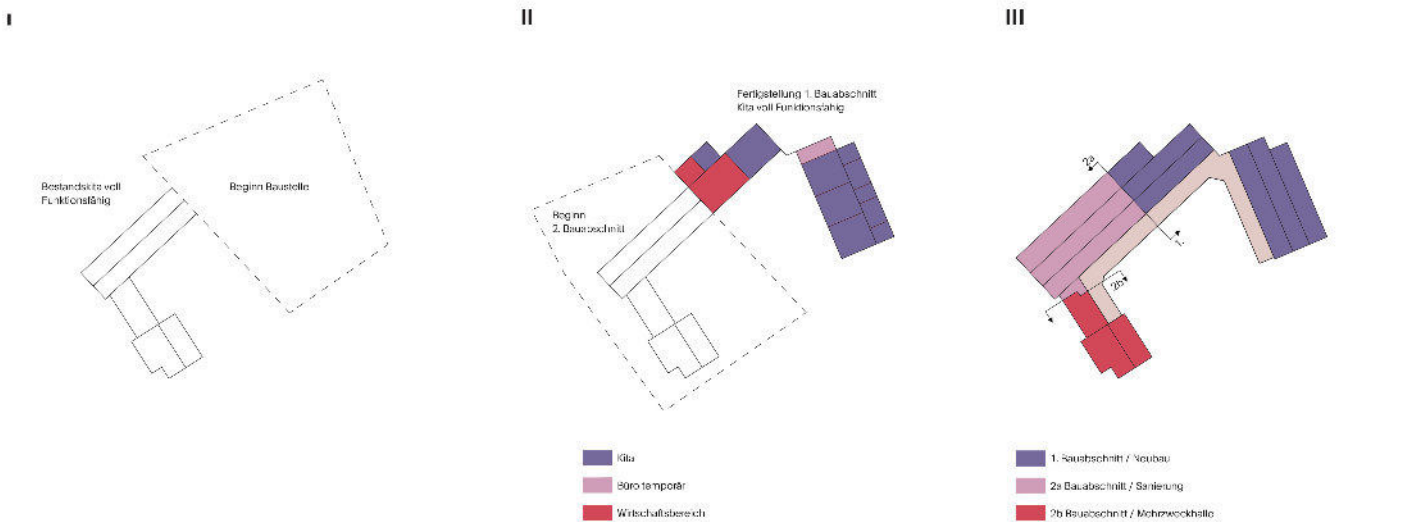 I
II
III
Fertigstellung 1. Bauabschnitt
Kita voll Funktionsfähig
Bestandskita voll
Funktionsfähig
Beginn Baustelle
Beginn
2. Bauabschnitt
2a
1.
2b
Kita
Büro temporär
Wirtschaftsbereich
1. Bauabschnitt / Neubau
2a Bauabschnitt / Sanierung
2b Bauabschnitt / Mehrzweckhalle